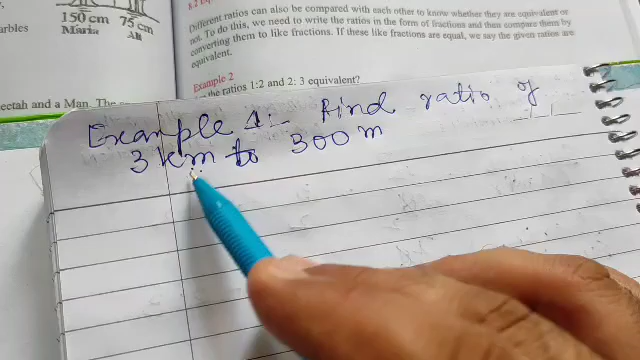 150 cm 75 cm
Different ratios can also be compared with each other to know whether they are equivalent or
not. To do this, we need to write the ratios in the form of fractions and then compare them by
converting them to like fractions. If these like fractions are equal, we say the given ratios are
equivalent.
Example 2
the ratios 1:2 and 2: 3 equivalent?
eetah and a Man. The
Example 1:- Find ratio of
3 km to 300 m